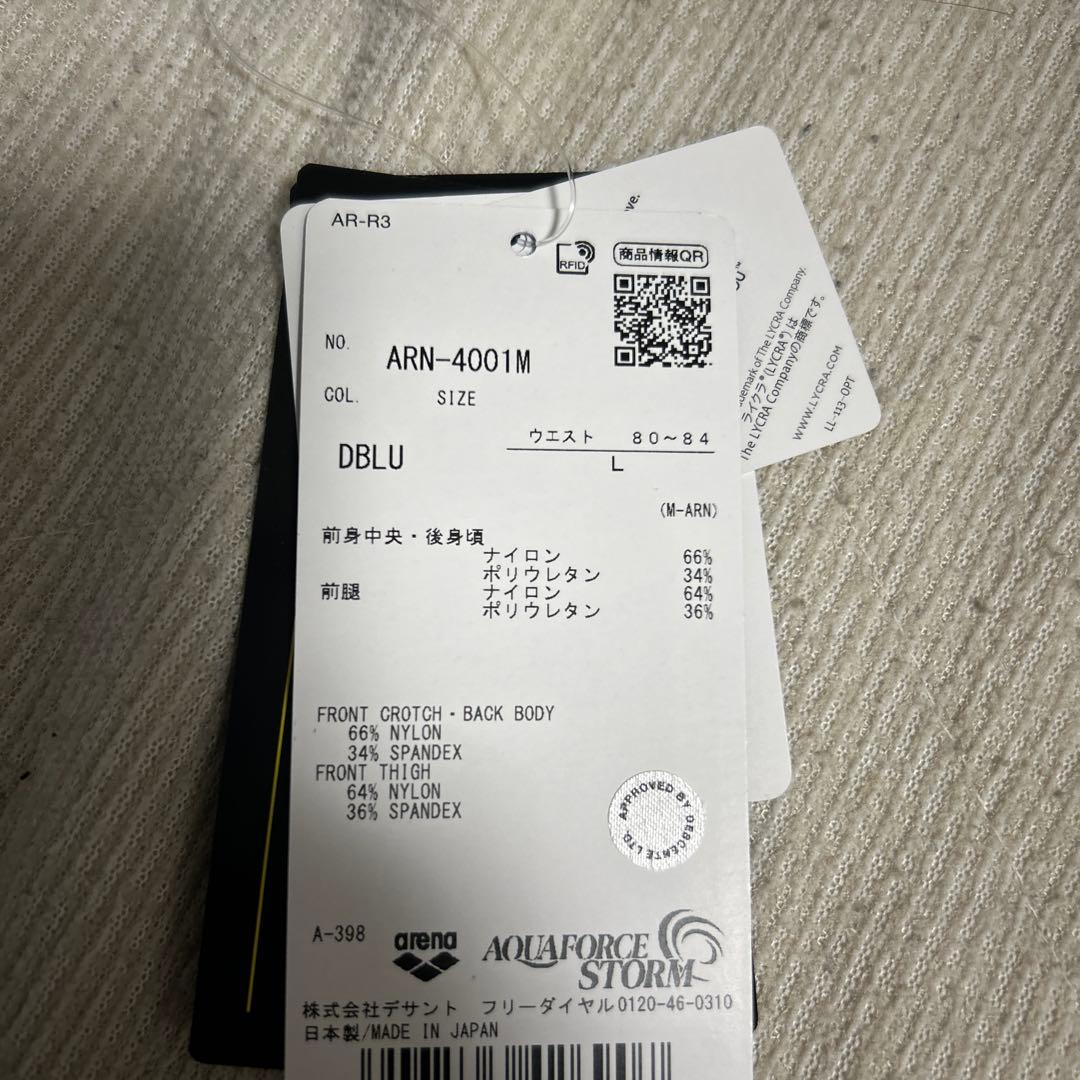 AR-R3
RFID
商品情報QR
NO.
ARN-4001M
COL.
SIZE
ウエスト 80~84
DBLU
L
(M-ARN)
前身中央・後身頃
ナイロン 66%
ポリウレタン 34%
前腿 ナイロン 64%
ポリウレタン 36%
FRONT CROTCH・BACK BODY
66% NYLON
34% SPANDEX
FRONT THIGH
64% NYLON
36% SPANDEX
APPROVED BY DESCENTE LTD.
A-398
arena
AQUAFORCE
STORM
株式会社デサント フリーダイヤル0120-46-0310
日本製/MADE IN JAPAN
of The LYCRA Company.
ライクラ®(LYCRA®)は
The LYCRA Companyの商標です。
WWW.LYCRA.COM
LL-113-OPT